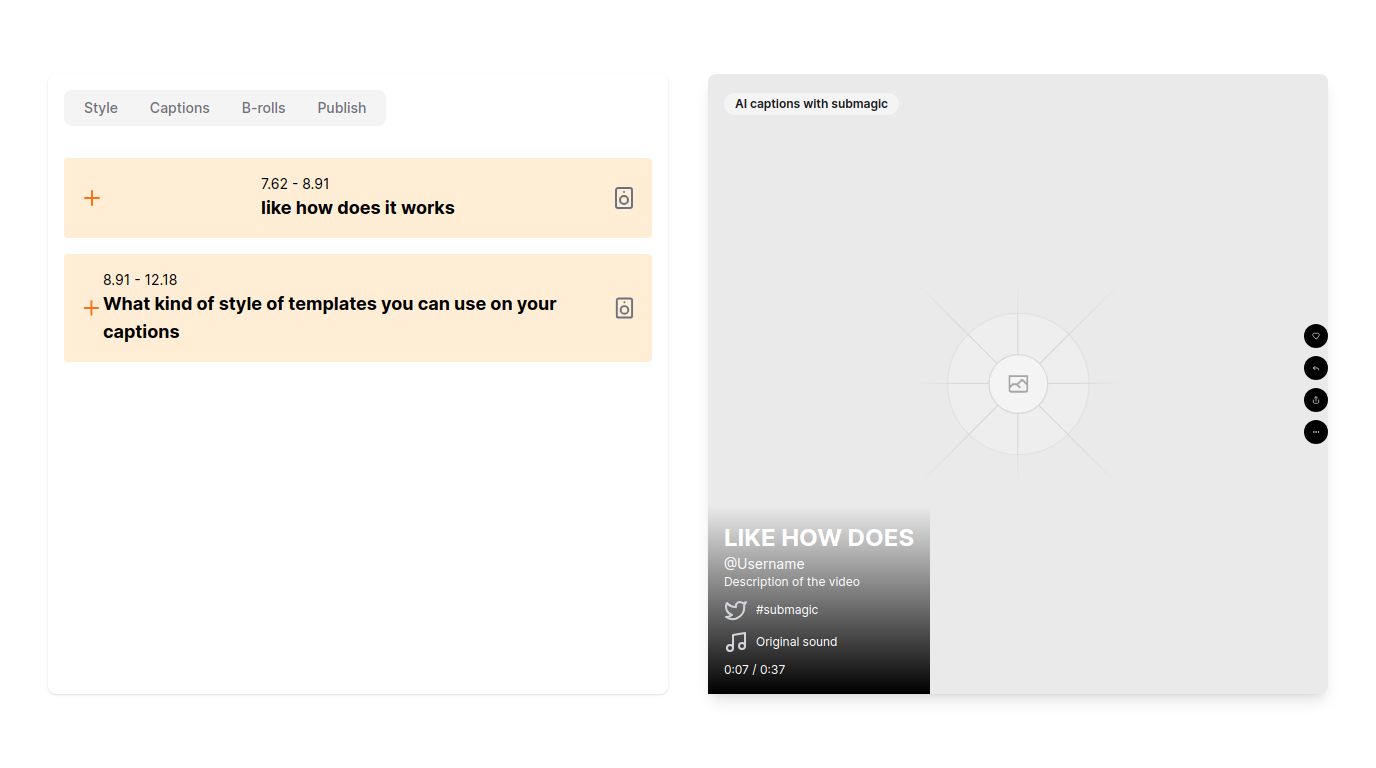 Style
Captions
B-rolls
Publish
7.62 - 8.91
like how does it works
8.91 - 12.18
What kind of style of templates you can use on your
captions
AI captions with submagic
LIKE HOW DOES
@Username
Description of the video
#submagic
Original sound
0:07 / 0:37